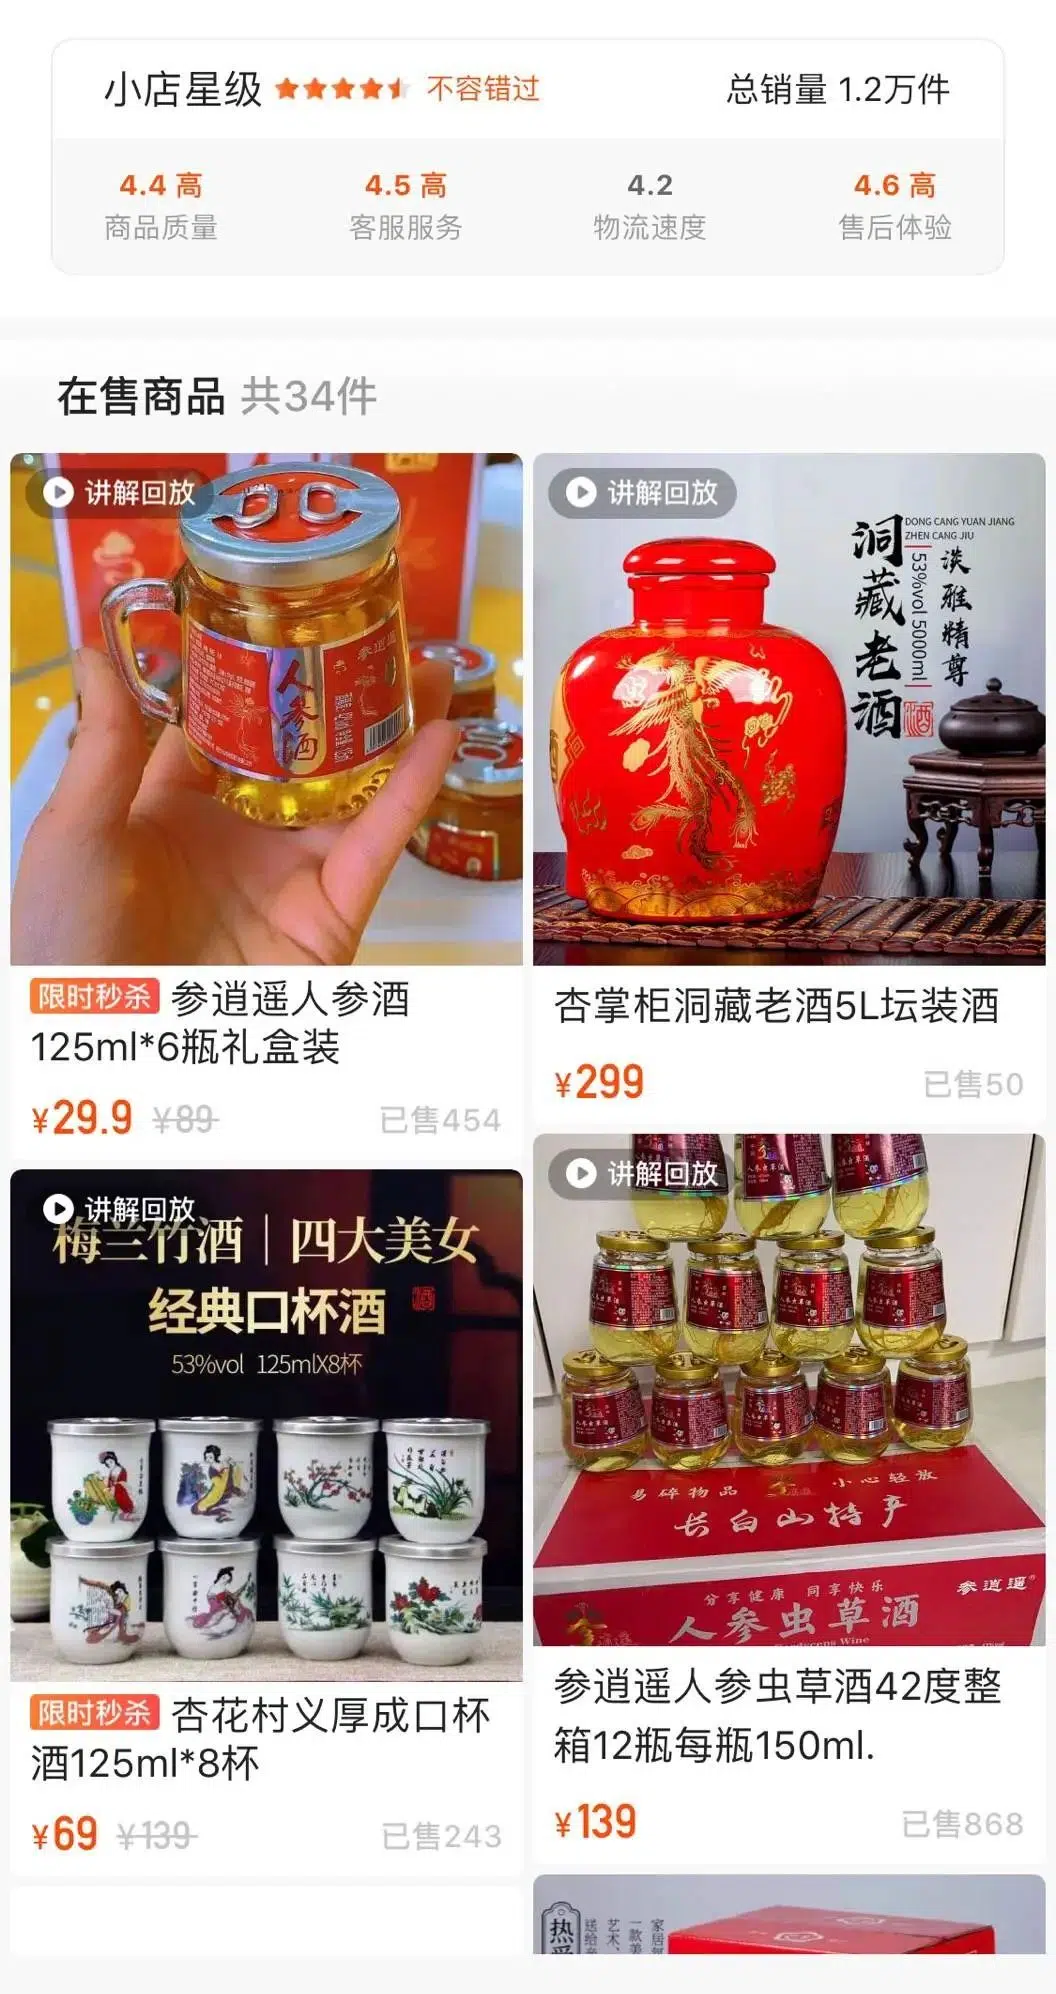 小店星级 不容错过 总销量 1.2万件
4.4 高 4.5 高 4.2 4.6 高
商品质量 客服服务 物流速度 售后体验
在售商品 共34件
讲解回放
参逍遥
人参酒
限时秒杀 参逍遥人参酒
125ml*6瓶礼盒装
¥29.9 ¥89 已售454
讲解回放
DONG CANG YUAN JIANG
ZHEN CANG JIU
洞藏老酒
53%vol 5000ml
淡雅精尊
酒
杏掌柜洞藏老酒5L坛装酒
¥299 已售50
讲解回放
梅兰竹酒｜四大美女
经典口杯酒
53%vol 125mlX8杯
限时秒杀 杏花村义厚成口杯
酒125ml*8杯
¥69 ¥139 已售243
讲解回放
人参虫草酒
易碎物品 小心轻放
长白山特产
分享健康 同享快乐
参逍遥
人参虫草酒
参逍遥人参虫草酒42度整
箱12瓶每瓶150ml.
¥139 已售868